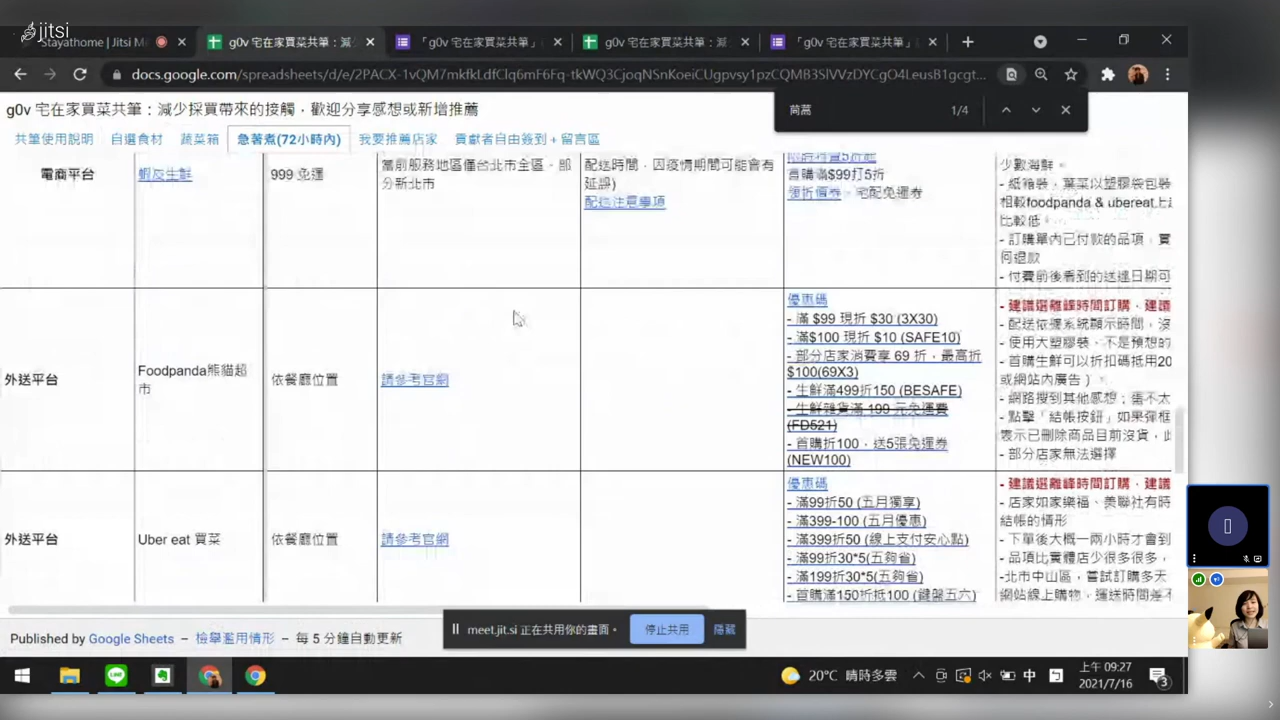 jitsi
Stayathome | Jitsi M
g0v 宅在家買菜共筆：減
「g0v 宅在家買菜共筆」
g0v 宅在家買菜共筆：減
「g0v 宅在家買菜共筆」
g0v 宅在家買菜共筆：減少採買帶來的接觸，歡迎分享感想或新增推薦
茼蒿
1/4
共筆使用說明 自選食材 蔬菜箱 急著煮(72小時內) 我要推薦店家 貢獻者自由簽到 + 留言區
電商平台
蝦皮生鮮
999 免運
當前服務地區僅台北市全區、部
分新北市
配送時間，因疫情期間可能會有
延誤)
配送注意事項
首購滿$99打5折
領折價券、宅配免運券
少數海鮮。
- 紙箱裝，葉菜以塑膠袋包裝
相較foodpanda & ubereat上
比較低。
- 訂購單內已付款的品項，實
何退款
- 付費前後看到的送達日期可
外送平台
Foodpanda熊貓超
市
依餐廳位置
請參考官網
優惠碼
- 滿 $99 現折 $30 (3X30)
- 滿$100 現折 $10 (SAFE10)
- 部分店家消費享 69 折，最高折
$100(69X3)
- 生鮮滿499折150 (BESAFE)
- 生鮮雜貨滿 199 元免運費
(FD521)
- 首購折100，送5張免運券
(NEW100)
- 建議選離峰時間訂購，建議
- 配送依據系統顯示時間，沒
- 使用大塑膠袋、不是預想的
- 首購生鮮可以折扣碼抵用20
或網站內廣告)。
- 網路搜到其他感想：蛋不太
- 點擊「結帳按鈕」如果彈框
表示已刪除商品目前沒貨，此
- 部分店家無法選擇
外送平台
Uber eat 買菜
依餐廳位置
請參考官網
優惠碼
- 滿99折50 (五月獨享)
- 滿399-100 (五月優惠)
- 滿399折50 (線上支付安心點)
- 滿99折30*5(五夠省)
- 滿199折30*5(五夠省)
- 首購滿150折抵100 (鍵盤五六)
- 建議選離峰時間訂購，建議
- 店家如家樂福、美聯社有時
結帳的情形
- 下單後大概一兩小時才會到
- 品項比實體店少很多很多，
-北市中山區，嘗試訂購多天
網站線上購物，運送時間差不
Published by Google Sheets – 檢舉濫用情形 – 每 5 分鐘自動更新
meet.jit.si 正在共用你的畫面。
停止共用
隱藏
20°C 晴時多雲
中
上午 09:27
2021/7/16
3